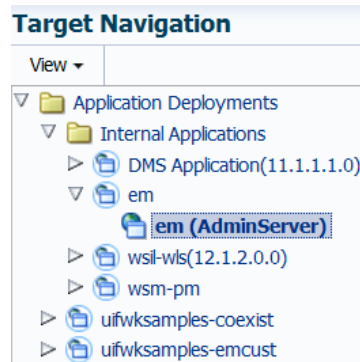 Target Navigation
View
Application Deployments
Internal Applications
DMS Application(11.1.1.1.0)
em
em (AdminServer)
wsil-wls(12.1.2.0.0)
wsm-pm
uifwksamples-coexist
uifwksamples-emcust